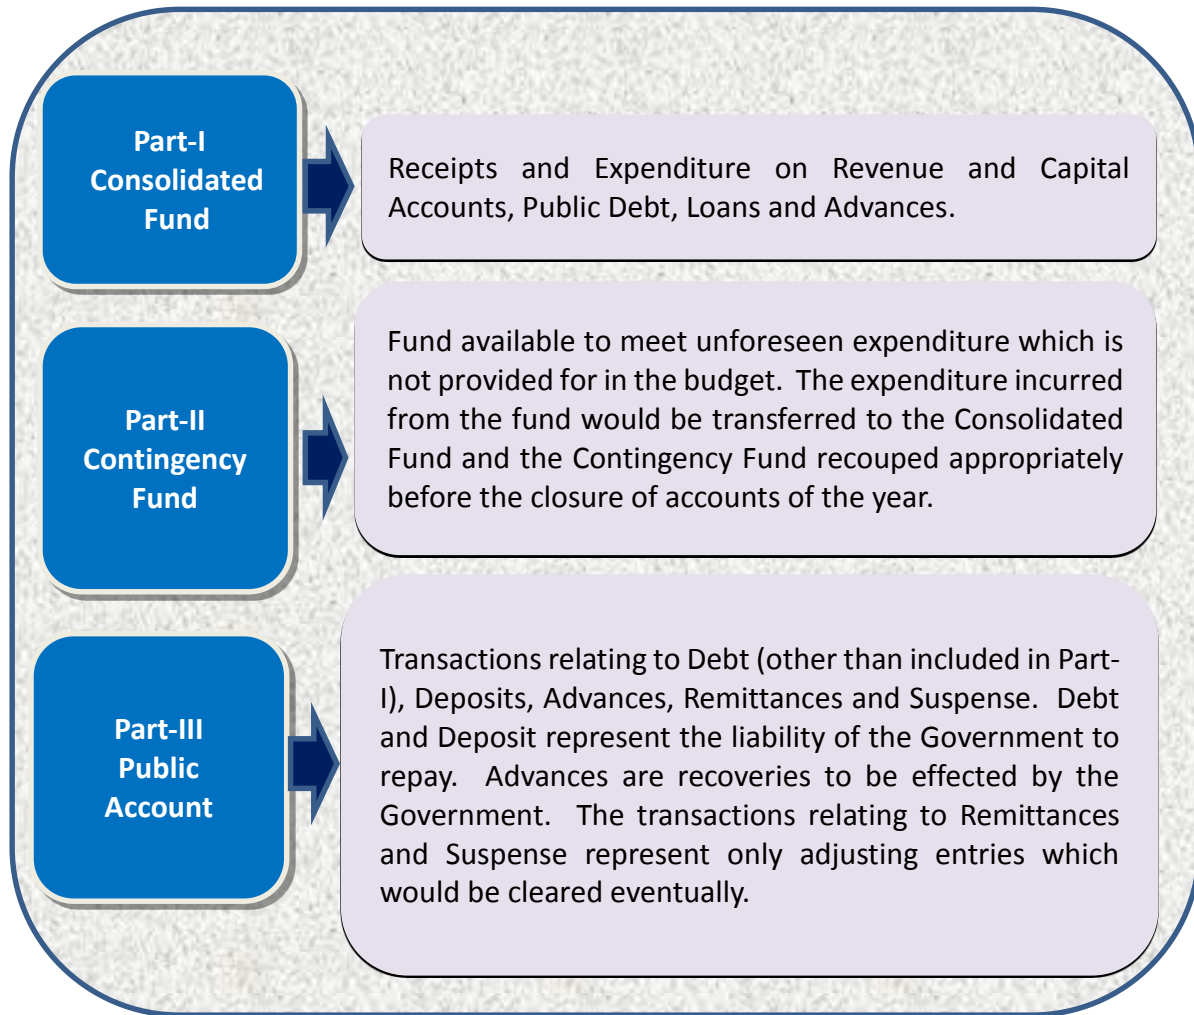 Part-I
Consolidated
Fund
Receipts and Expenditure on Revenue and Capital
Accounts, Public Debt, Loans and Advances.
Part-II
Contingency
Fund
Fund available to meet unforeseen expenditure which is
not provided for in the budget.  The expenditure incurred
from the fund would be transferred to the Consolidated
Fund and the Contingency Fund recouped appropriately
before the closure of accounts of the year.
Part-III
Public
Account
Transactions relating to Debt (other than included in Part-
I), Deposits, Advances, Remittances and Suspense.  Debt
and Deposit represent the liability of the Government to
repay.  Advances are recoveries to be effected by the
Government.  The transactions relating to Remittances
and Suspense represent only adjusting entries which
would be cleared eventually.